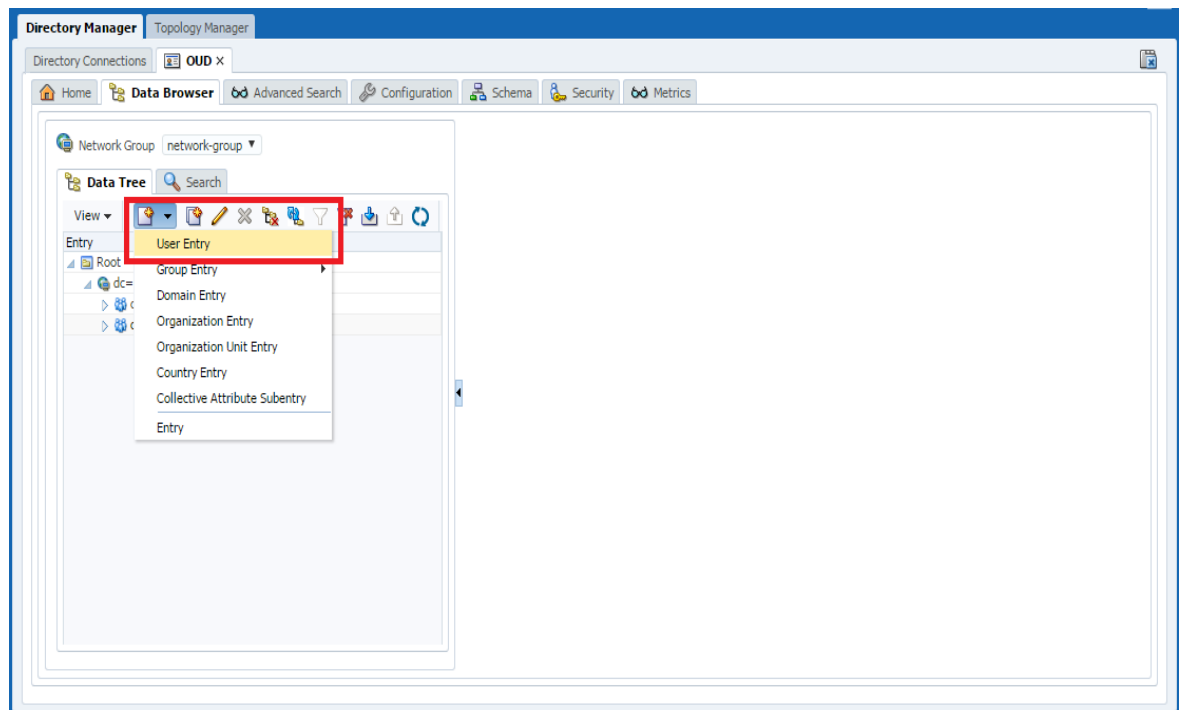 Directory Manager Topology Manager
Directory Connections OUD ×
Home Data Browser Advanced Search Configuration Schema Security Metrics
Network Group network-group
Data Tree Search
View
Entry
User Entry
Root
Group Entry
dc=
Domain Entry
Organization Entry
Organization Unit Entry
Country Entry
Collective Attribute Subentry
Entry